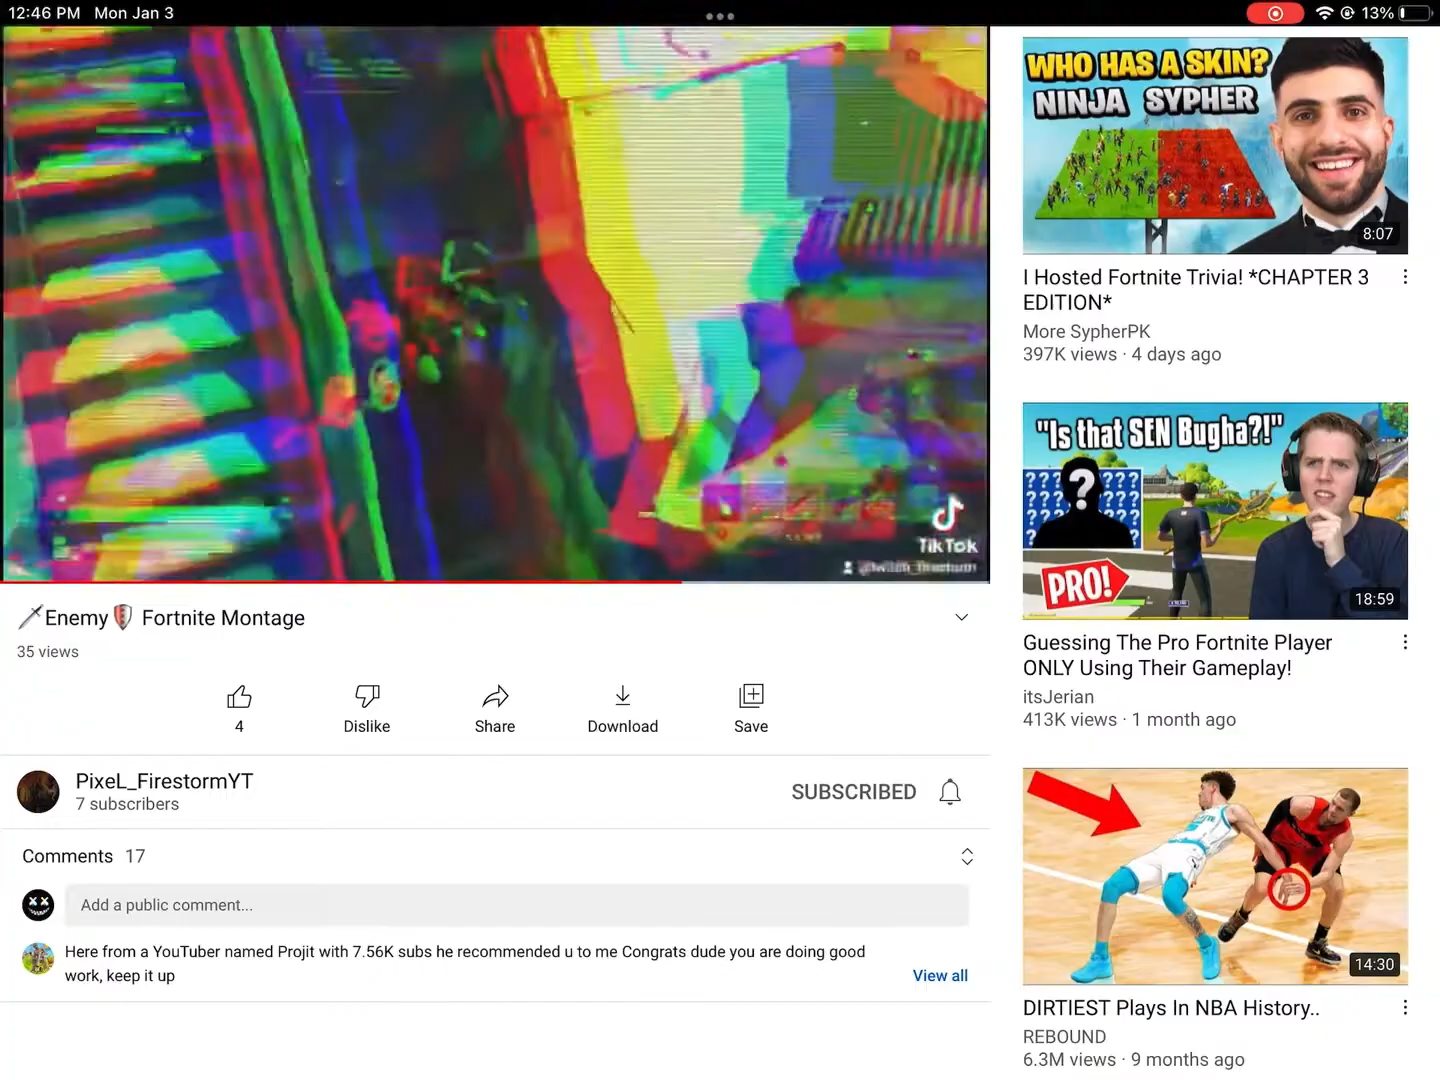 12:46 PM Mon Jan 3
13%
TikTok
Enemy Fortnite Montage
35 views
4
Dislike
Share
Download
Save
PixeL_FirestormYT
7 subscribers
SUBSCRIBED
Comments 17
Add a public comment...
Here from a YouTuber named Projit with 7.56K subs he recommended u to me Congrats dude you are doing good
work, keep it up
View all
WHO HAS A SKIN?
NINJA SYPHER
8:07
I Hosted Fortnite Trivia! *CHAPTER 3
EDITION*
More SypherPK
397K views · 4 days ago
"Is that SEN Bugha?!"
?
PRO!
18:59
Guessing The Pro Fortnite Player
ONLY Using Their Gameplay!
itsJerian
413K views · 1 month ago
14:30
DIRTIEST Plays In NBA History..
REBOUND
6.3M views · 9 months ago